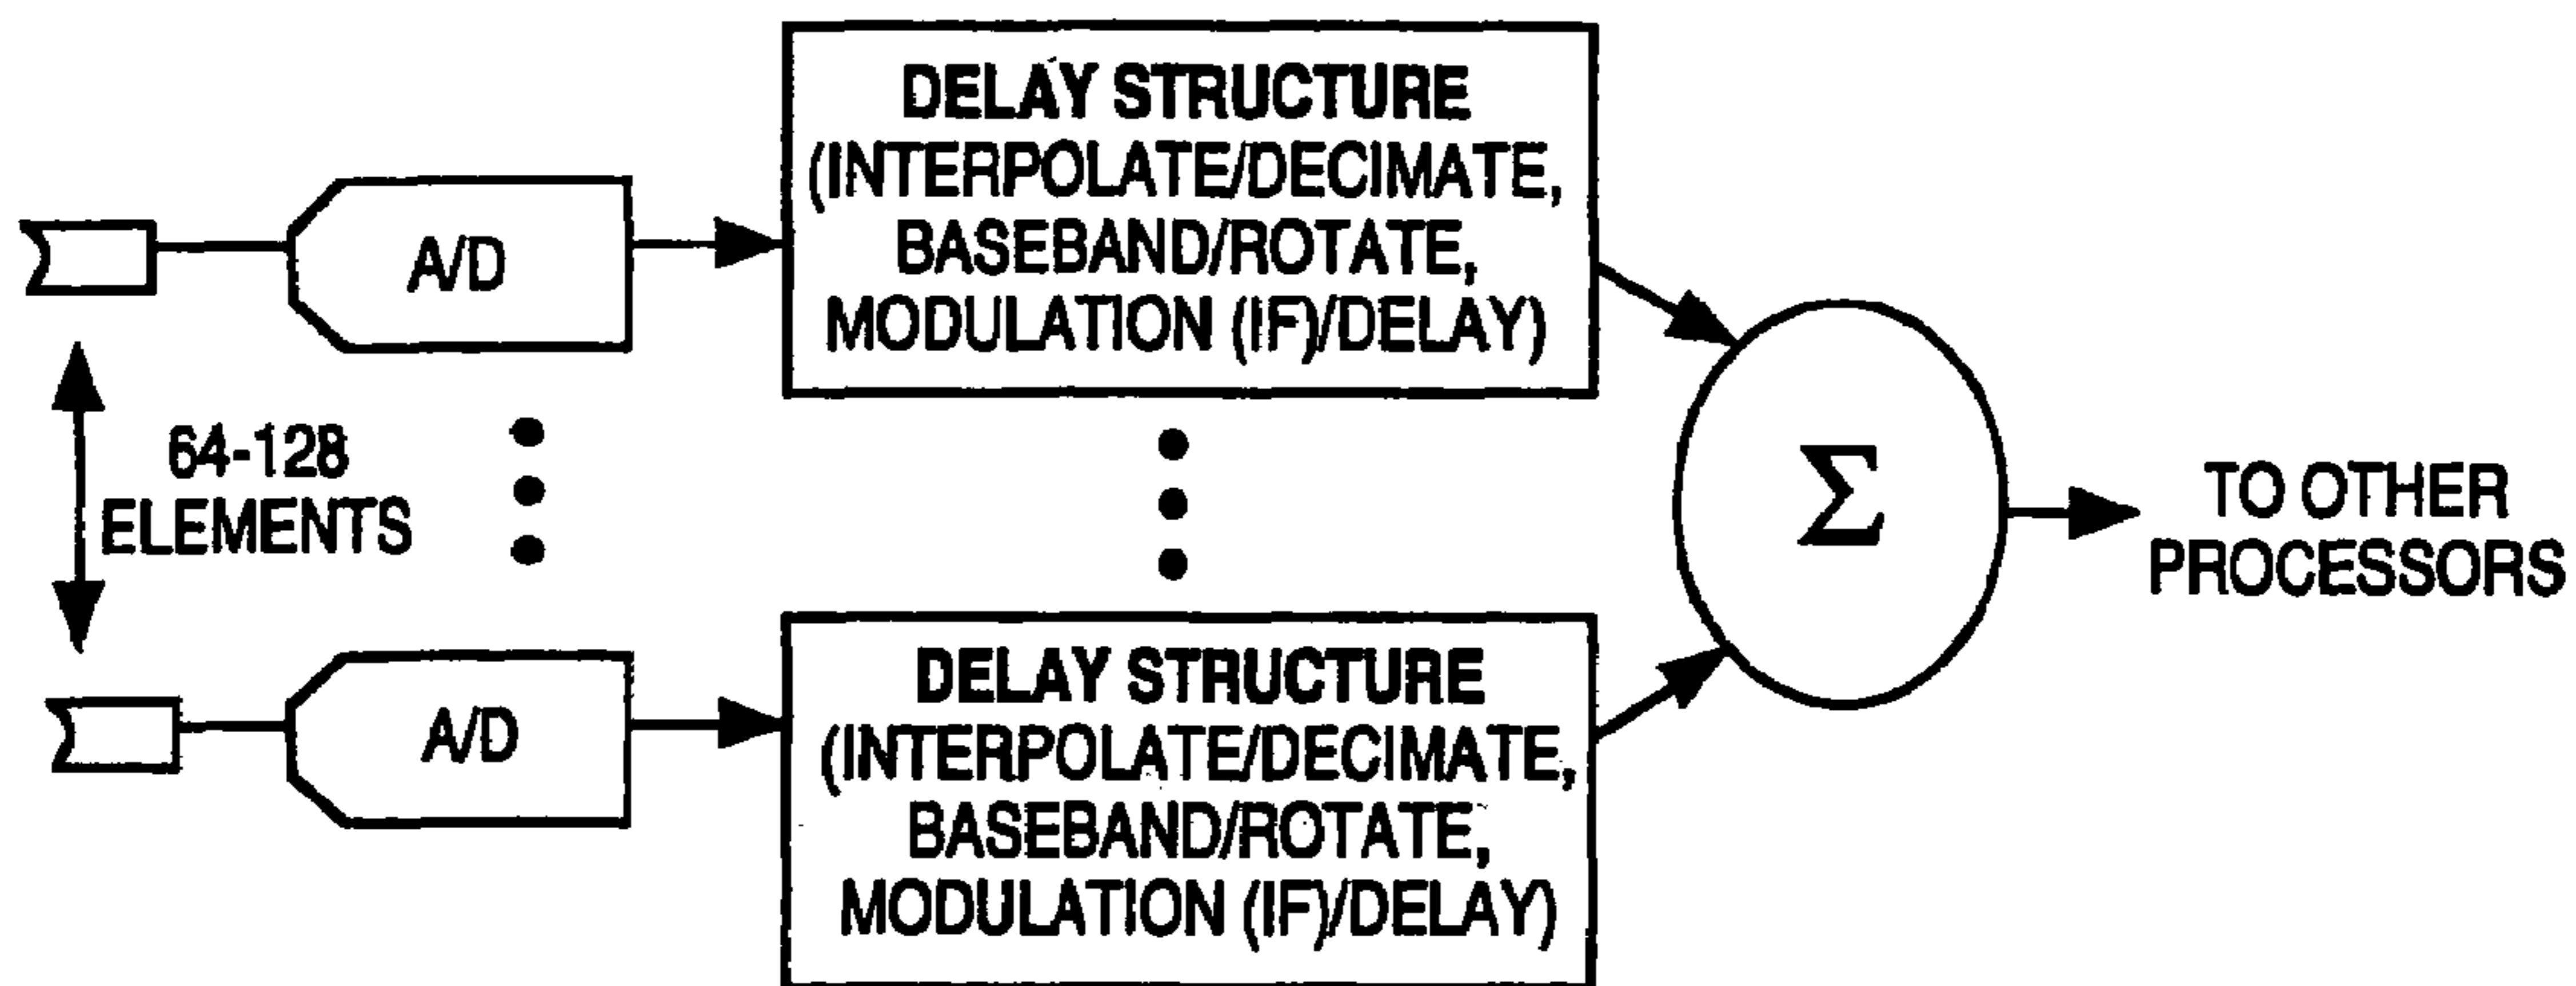 DELAY STRUCTURE
(INTERPOLATE/DECIMATE,
BASEBAND/ROTATE,
MODULATION (IF)/DELAY)
A/D
64-128
ELEMENTS
Σ
TO OTHER
PROCESSORS
A/D
DELAY STRUCTURE
(INTERPOLATE/DECIMATE,
BASEBAND/ROTATE,
MODULATION (IF)/DELAY)